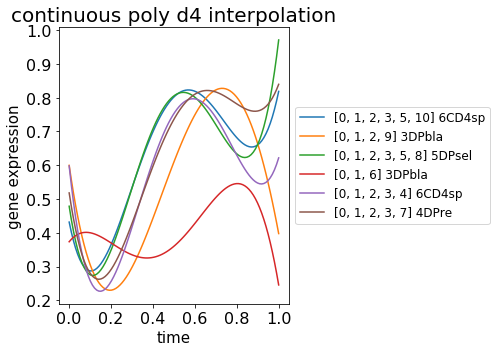 continuous poly d4 interpolation
1.0
0.9
0.8
0.7
0.6
0.5
0.4
0.3
0.2
gene expression
0.0 0.2 0.4 0.6 0.8 1.0
time
[0, 1, 2, 3, 5, 10] 6CD4sp
[0, 1, 2, 9] 3DPbla
[0, 1, 2, 3, 5, 8] 5DPsel
[0, 1, 6] 3DPbla
[0, 1, 2, 3, 4] 6CD4sp
[0, 1, 2, 3, 7] 4DPre